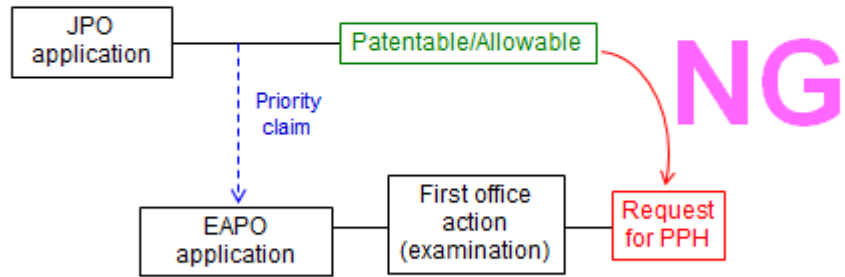 JPO
application
Patentable/Allowable
NG
Priority
claim
EAPO
application
First office
action
(examination)
Request
for PPH